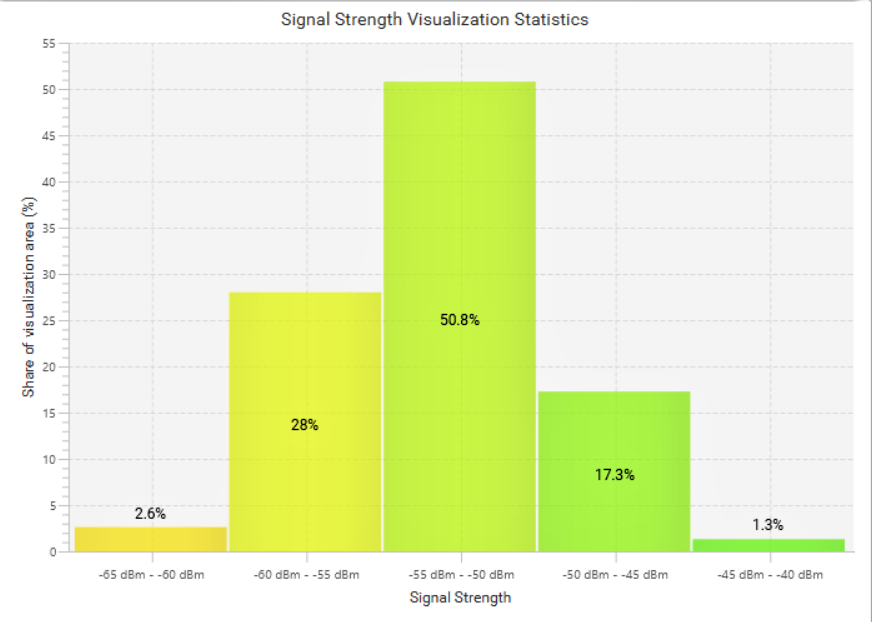 Signal Strength Visualization Statistics
Share of visualization area (%)
55
50
45
40
35
30
25
20
15
10
5
0
2.6%
28%
50.8%
17.3%
1.3%
-65 dBm - -60 dBm
-60 dBm - -55 dBm
-55 dBm - -50 dBm
-50 dBm - -45 dBm
-45 dBm - -40 dBm
Signal Strength